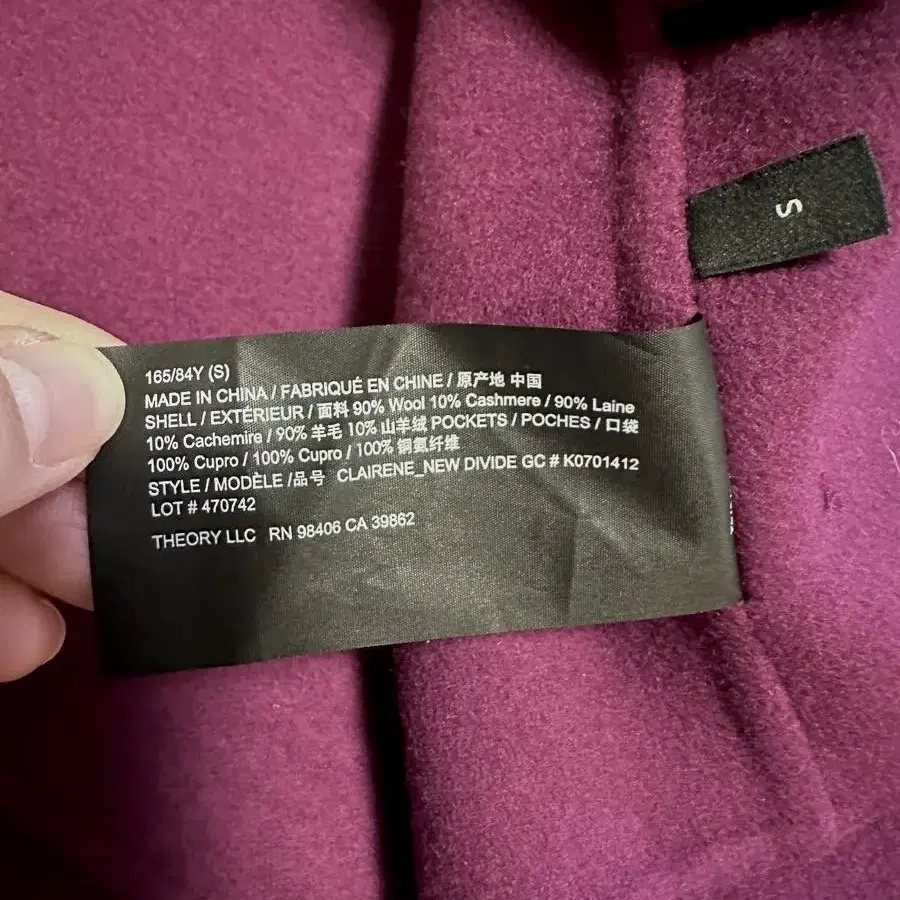 S
165/84Y (S)
MADE IN CHINA / FABRIQUÉ EN CHINE / 原产地 中国
SHELL / EXTÉRIEUR / 面料 90% Wool 10% Cashmere / 90% Laine
10% Cachemire / 90% 羊毛 10% 山羊绒 POCKETS / POCHES / 口袋
100% Cupro / 100% Cupro / 100% 铜氨纤维
STYLE / MODÈLE /品号 CLAIRENE_NEW DIVIDE GC # K0701412
LOT # 470742
THEORY LLC RN 98406 CA 39862